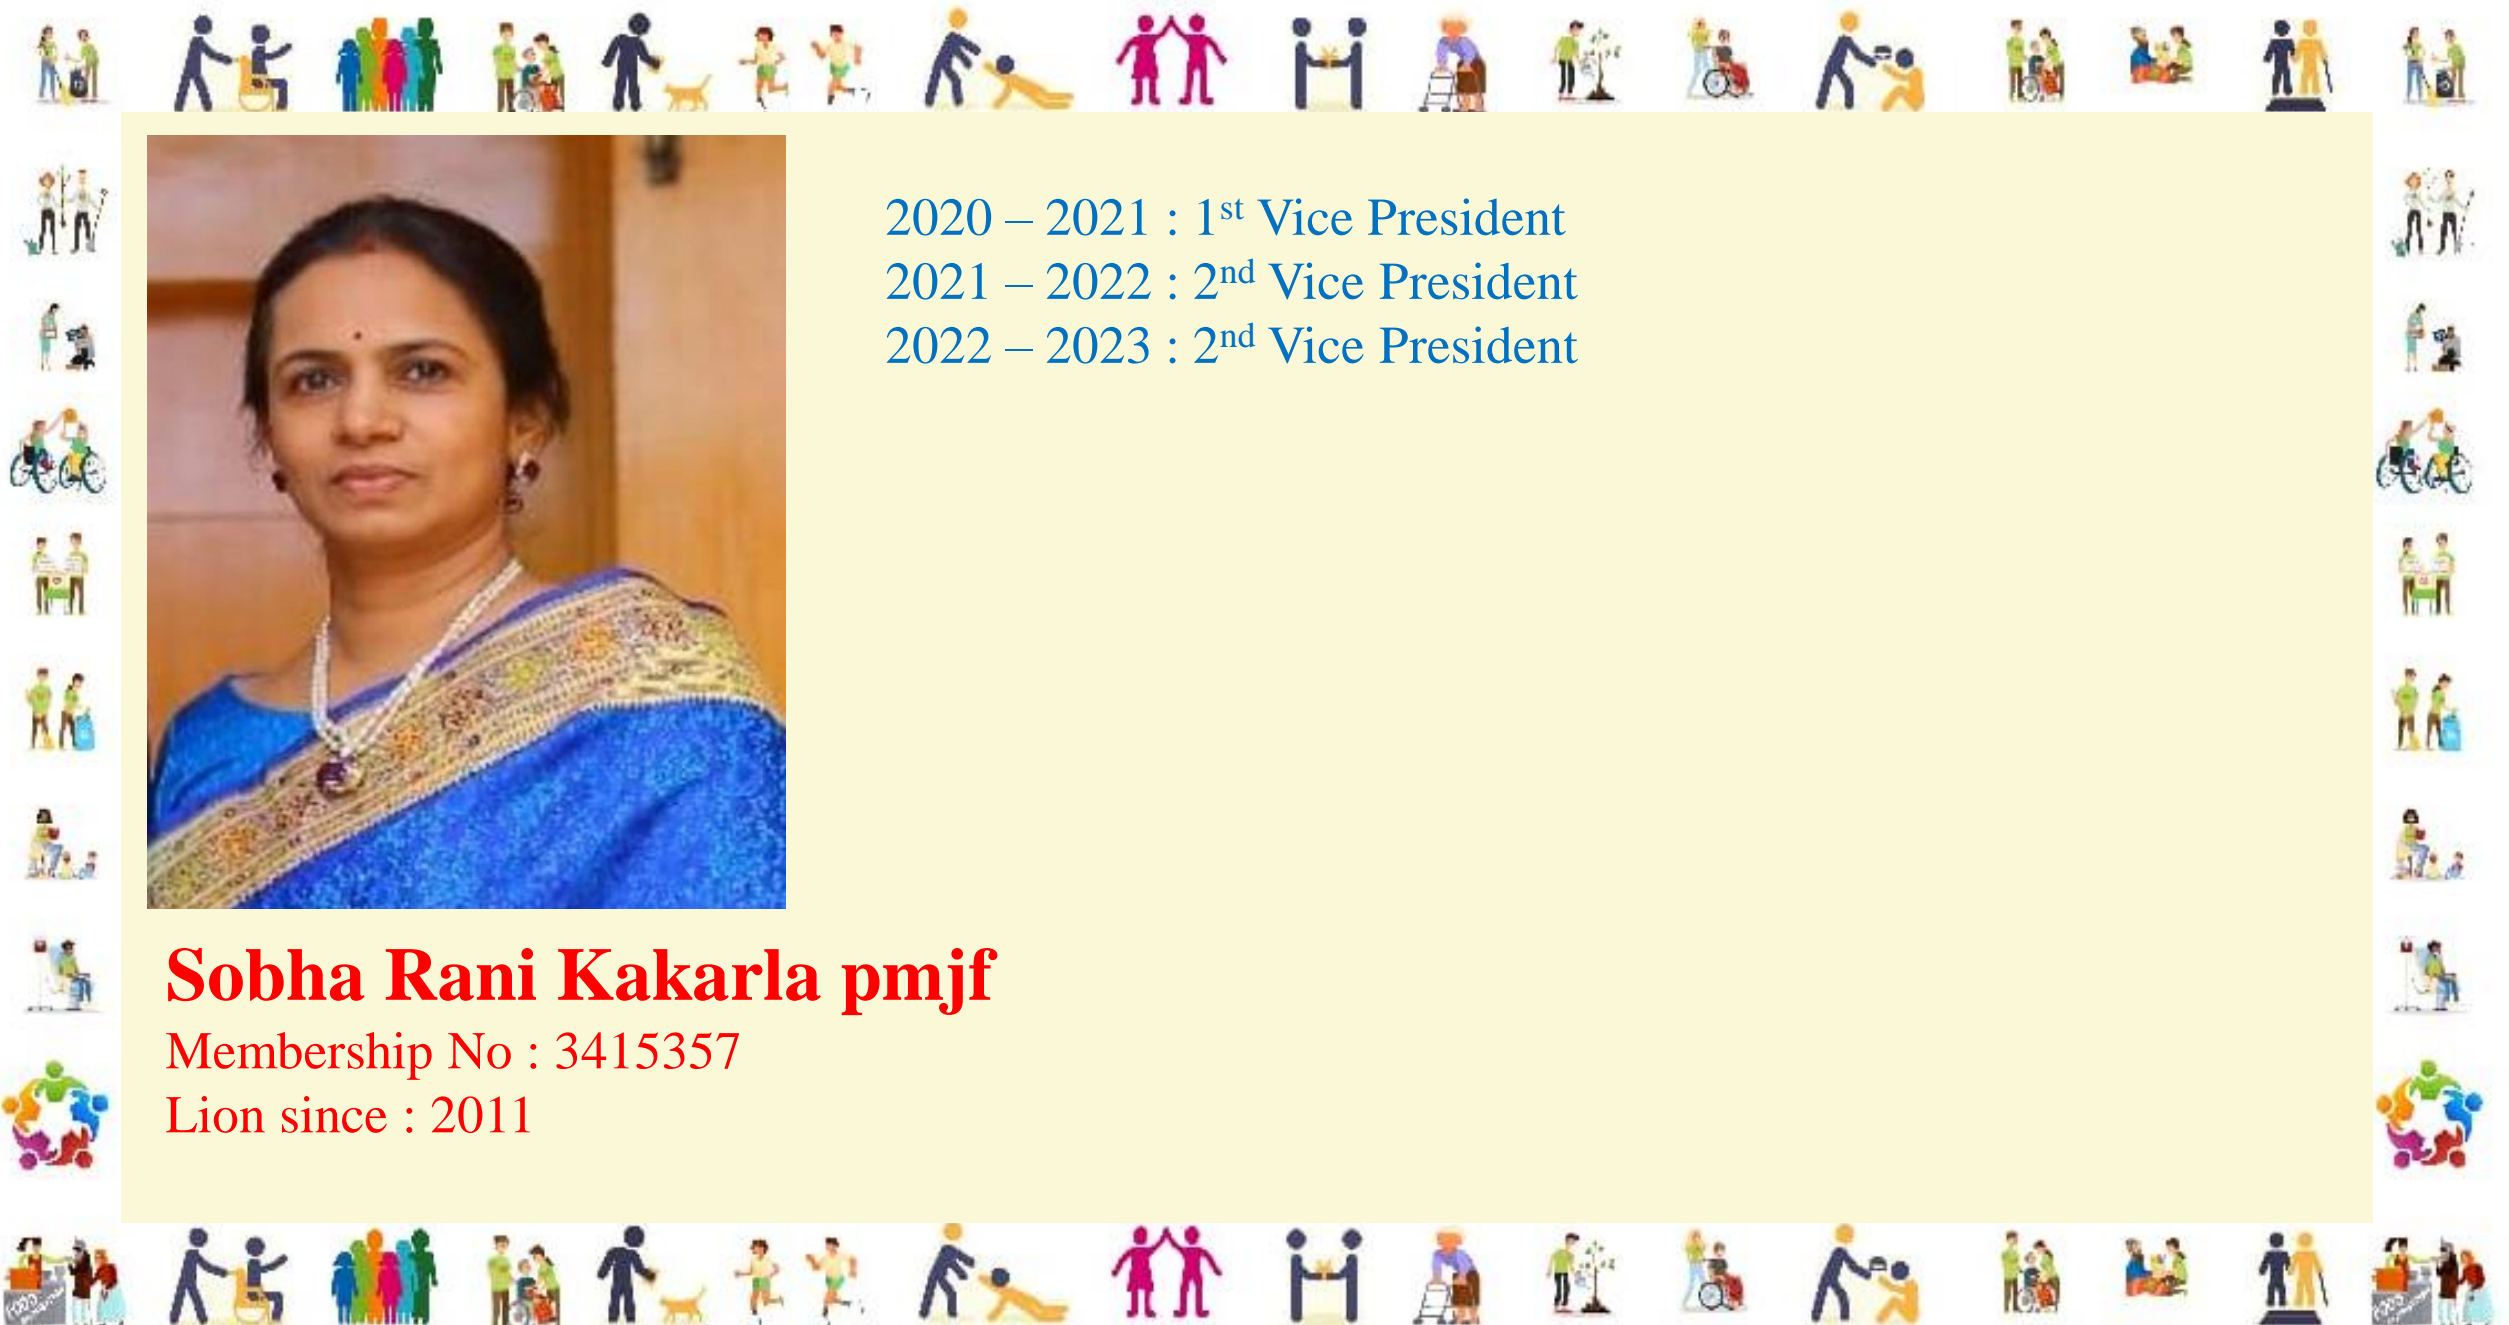 2020 – 2021 : 1st Vice President
2021 – 2022 : 2nd Vice President
2022 – 2023 : 2nd Vice President
Sobha Rani Kakarla pmjf
Membership No : 3415357
Lion since : 2011